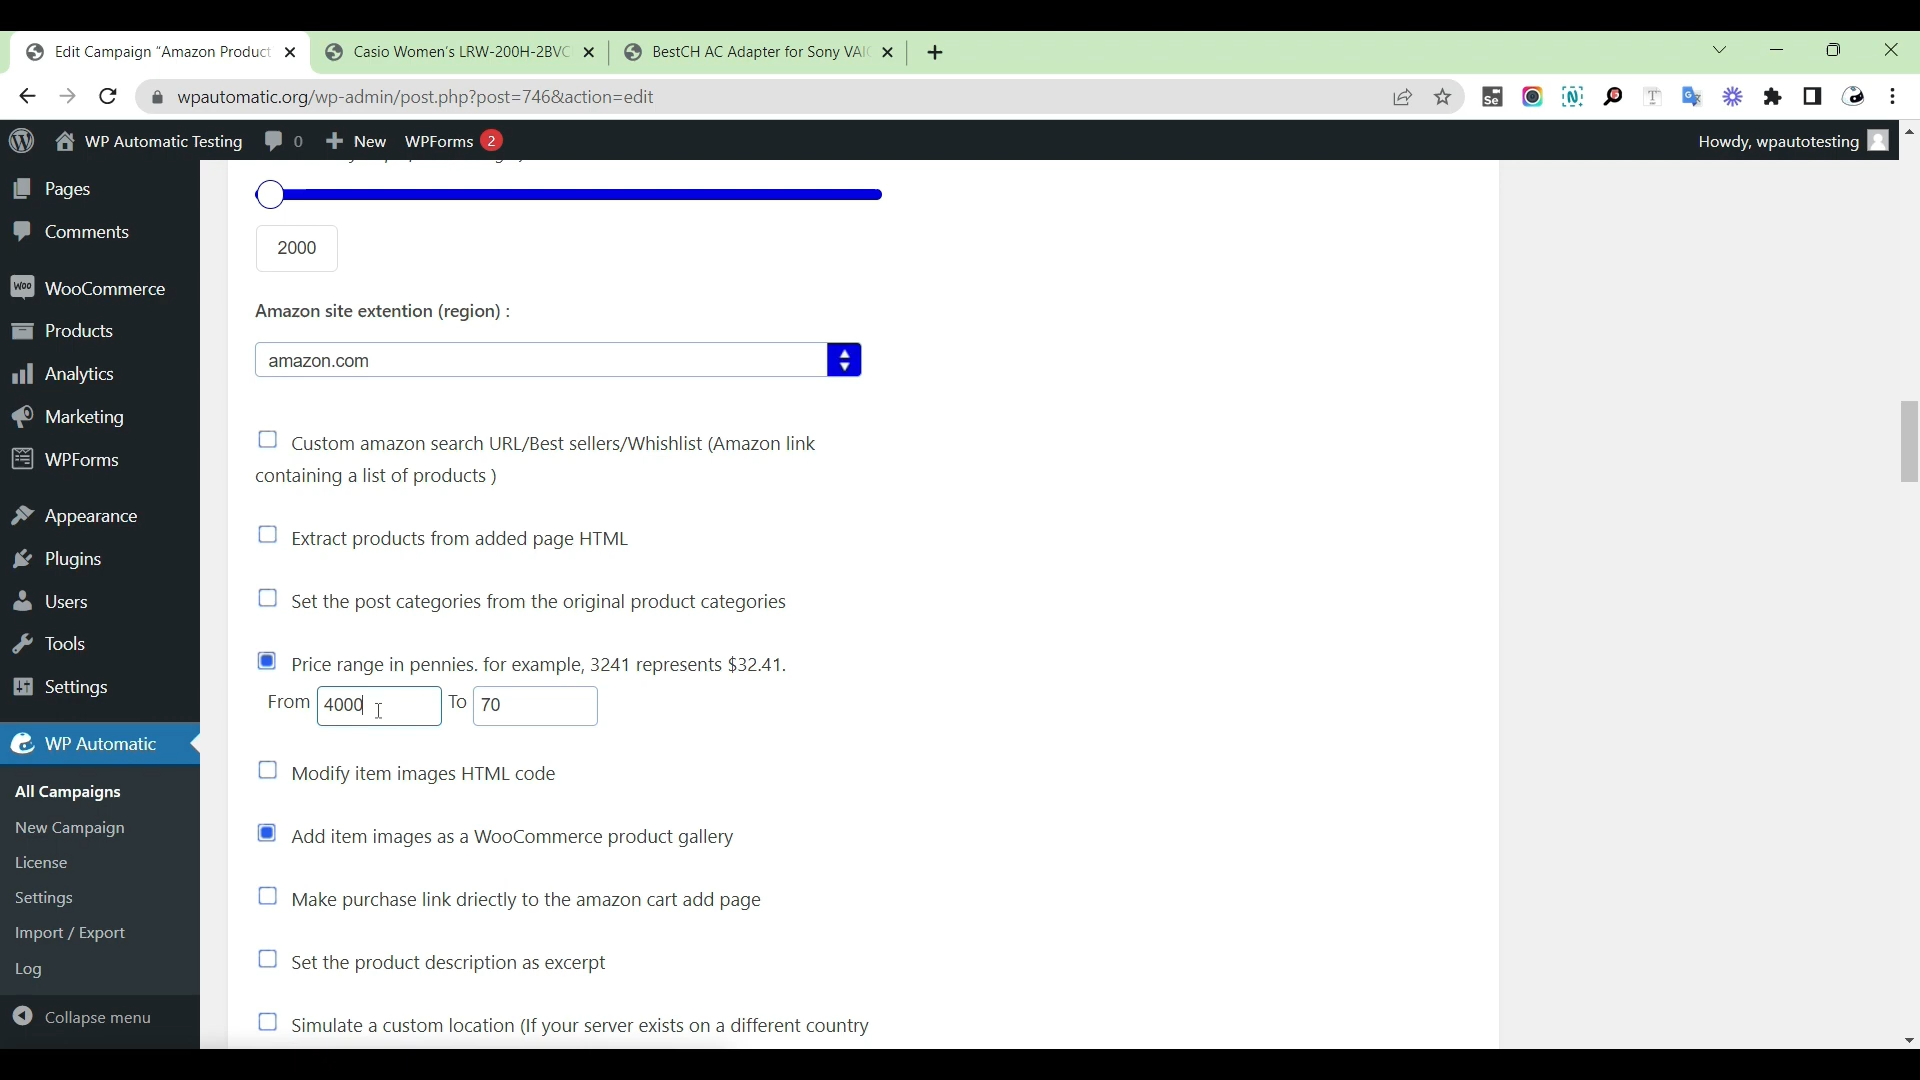 Edit Campaign "Amazon Product
Casio Women's LRW-200H-2BVC
BestCH AC Adapter for Sony VAI
wpautomatic.org/wp-admin/post.php?post=746&action=edit
WP Automatic Testing
0
New
WPForms 2
Howdy, wpautotesting
Pages
Comments
WooCommerce
Products
Analytics
Marketing
WPForms
Appearance
Plugins
Users
Tools
Settings
WP Automatic
All Campaigns
New Campaign
License
Settings
Import / Export
Log
Collapse menu
2000
Amazon site extention (region) :
amazon.com
Custom amazon search URL/Best sellers/Whishlist (Amazon link
containing a list of products )
Extract products from added page HTML
Set the post categories from the original product categories
Price range in pennies. for example, 3241 represents $32.41.
From 4000 To 70
Modify item images HTML code
Add item images as a WooCommerce product gallery
Make purchase link driectly to the amazon cart add page
Set the product description as excerpt
Simulate a custom location (If your server exists on a different country